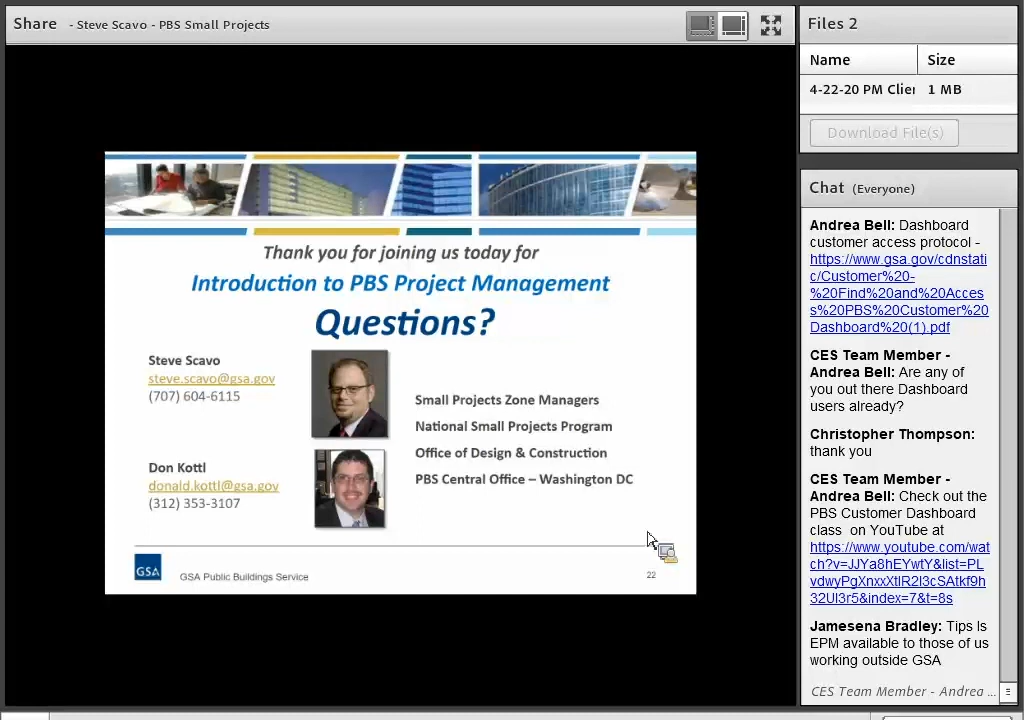 Share - Steve Scavo - PBS Small Projects
Thank you for joining us today for
Introduction to PBS Project Management
Questions?
Steve Scavo
steve.scavo@gsa.gov
(707) 604-6115
Don Kottl
donald.kottl@gsa.gov
(312) 353-3107
Small Projects Zone Managers
National Small Projects Program
Office of Design & Construction
PBS Central Office – Washington DC
GSA
GSA Public Buildings Service
22
Files 2
Name Size
4-22-20 PM Clier 1 MB
Download File(s)
Chat (Everyone)
Andrea Bell: Dashboard
customer access protocol -
https://www.gsa.gov/cdnstati
c/Customer%20-
%20Find%20and%20Acces
s%20PBS%20Customer%20
Dashboard%20(1).pdf
CES Team Member -
Andrea Bell: Are any of
you out there Dashboard
users already?
Christopher Thompson:
thank you
CES Team Member -
Andrea Bell: Check out the
PBS Customer Dashboard
class on YouTube at
https://www.youtube.com/wat
ch?v=JJYa8hEYwtY&list=PL
vdwyPgXnxxXtlR2I3cSAtkf9h
32UI3r5&index=7&t=8s
Jamesena Bradley: Tips Is
EPM available to those of us
working outside GSA
CES Team Member - Andrea ...